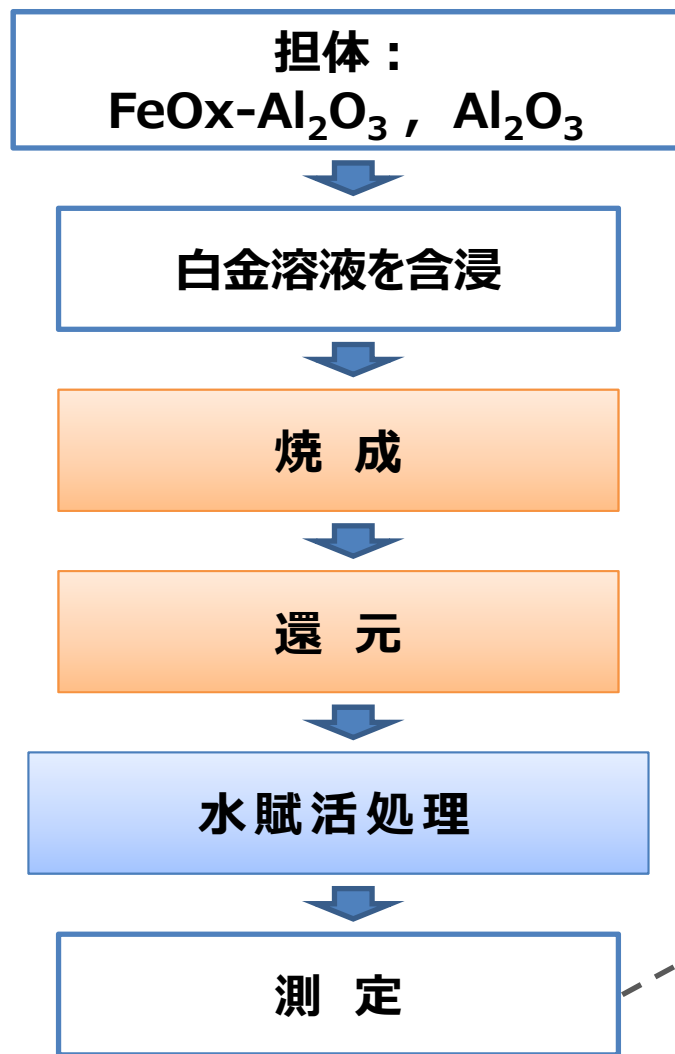 担体：
FeOx-Al₂O₃ , Al₂O₃
白金溶液を含浸
焼 成
還 元
水賦活処理
測 定